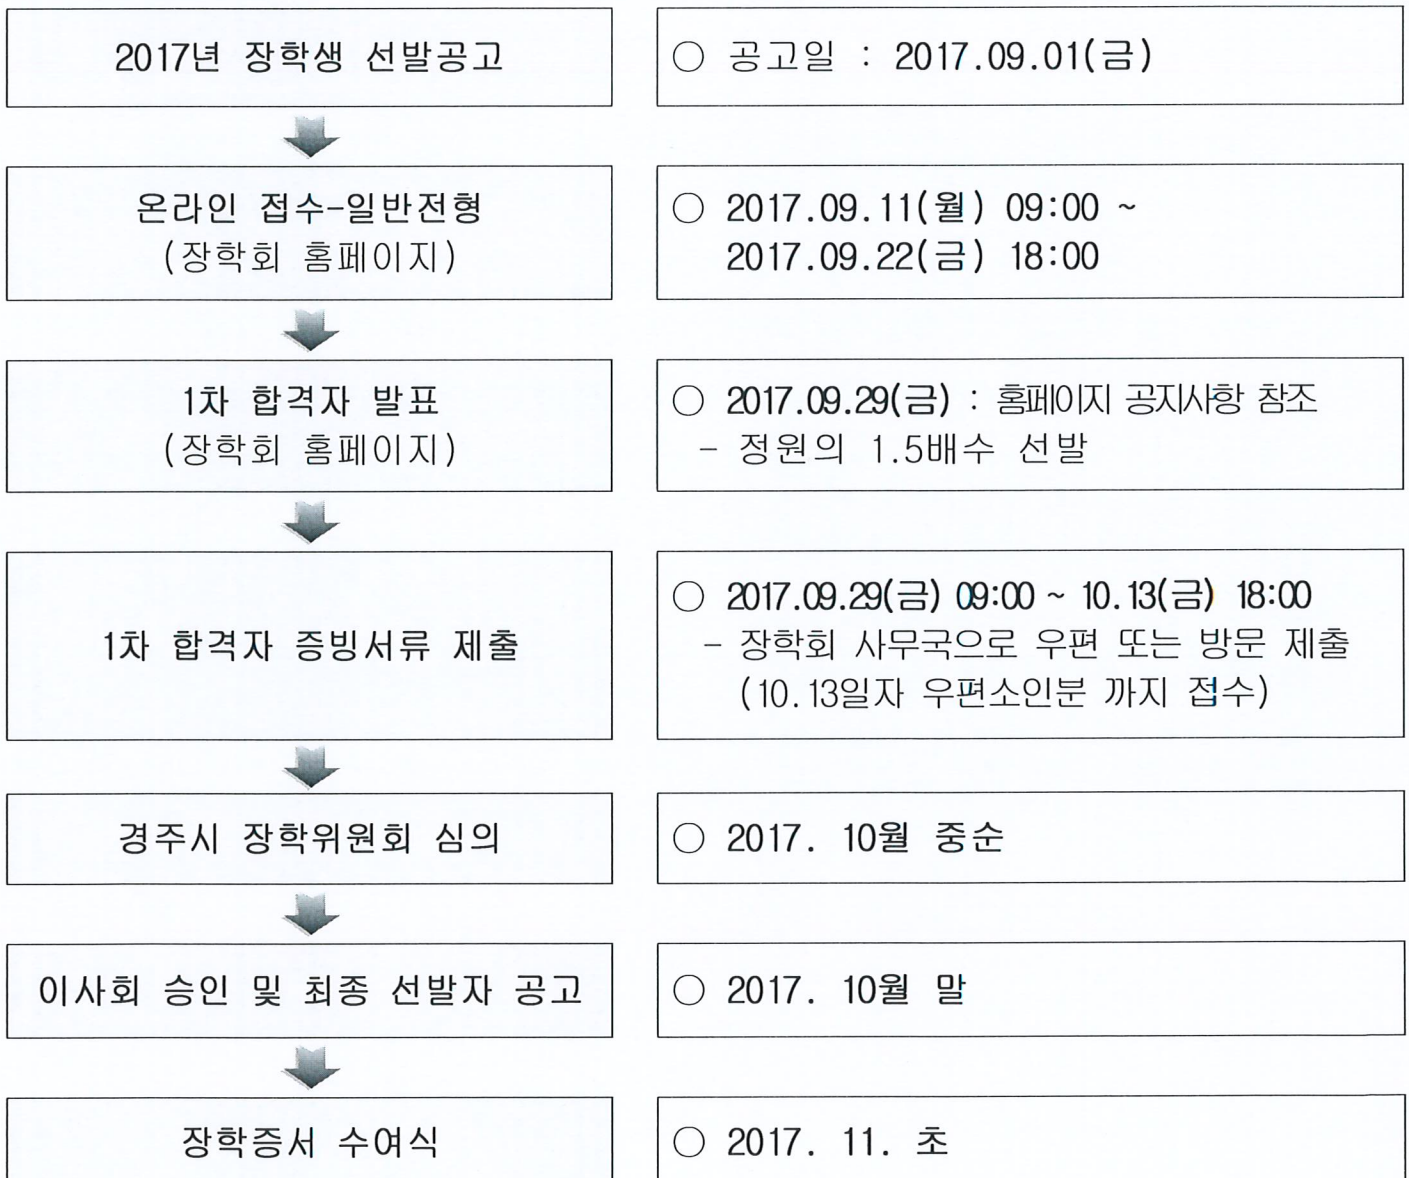 2017년 장학생 선발공고
○ 공고일 : 2017.09.01(금)
온라인 접수-일반전형
(장학회 홈페이지)
○ 2017.09.11(월) 09:00 ~
2017.09.22(금) 18:00
1차 합격자 발표
(장학회 홈페이지)
○ 2017.09.29(금) : 홈페이지 공지사항 참조
- 정원의 1.5배수 선발
1차 합격자 증빙서류 제출
○ 2017.09.29(금) 09:00 ~ 10.13(금) 18:00
- 장학회 사무국으로 우편 또는 방문 제출
(10.13일자 우편소인분 까지 접수)
경주시 장학위원회 심의
○ 2017. 10월 중순
이사회 승인 및 최종 선발자 공고
○ 2017. 10월 말
장학증서 수여식
○ 2017. 11. 초